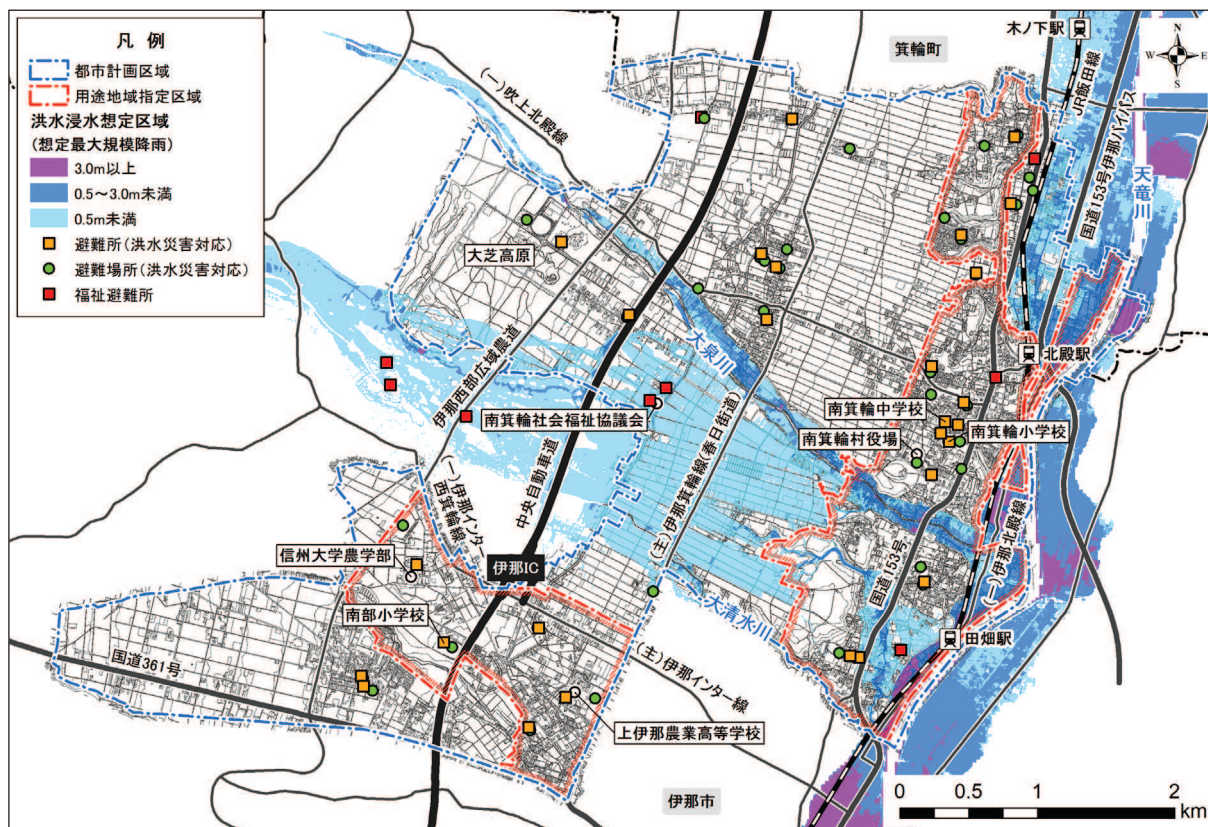 凡 例
都市計画区域
用途地域指定区域
洪水浸水想定区域
(想定最大規模降雨)
3.0m以上
0.5～3.0m未満
0.5m未満
避難所(洪水災害対応)
避難場所(洪水災害対応)
福祉避難所
木ノ下駅
箕輪町
N
W
E
S
(一)吹上北殿線
JR飯田線
国道153号伊那バイパス
天竜川
大芝高原
大泉川
北殿駅
伊那西部広域農道
南箕輪社会福祉協議会
南箕輪中学校
南箕輪小学校
南箕輪村役場
(主)伊那箕輪線(春日街道)
中央自動車道
(一)伊那インター
西箕輪線
信州大学農学部
伊那IC
国道153号
(一)伊那北殿線
大清水川
南部小学校
田畑駅
国道361号
(主)伊那インター線
上伊那農業高等学校
伊那市
0
0.5
1
2
km